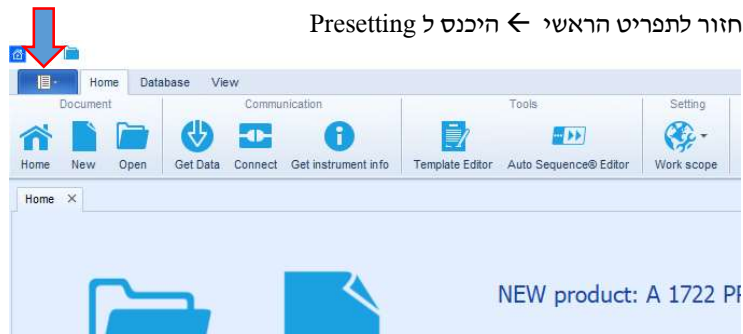 חזור לתפריט הראשי ← היכנס ל Presetting
Home Database View
Document Communication Tools Setting
Home New Open Get Data Connect Get instrument info Template Editor Auto Sequence® Editor Work scope
Home
NEW product: A 1722